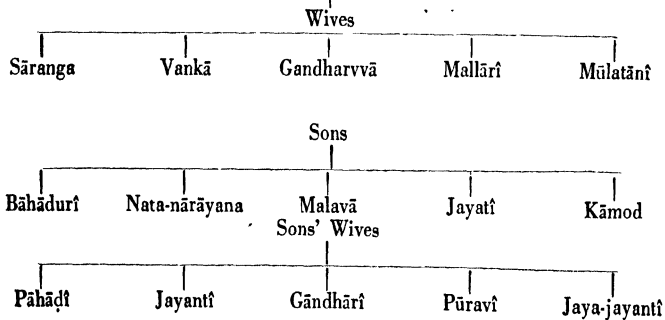 Wives
Sāranga Vankā Gandharvvā Mallārî Mūlatānî
Sons
Bāhādurî Nata-nārāyana Malavā Jayatî Kāmod
Sons' Wives
Pāhāḍî Jayantî Gāndhārî Pūravî Jaya-jayantî